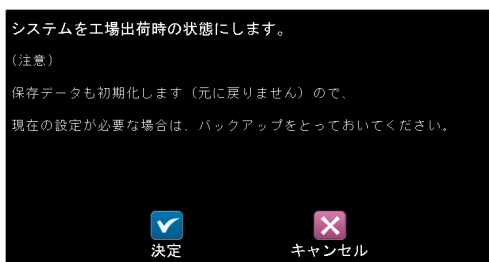 システムを工場出荷時の状態にします。
(注意)
保存データも初期化します（元に戻りません）ので、
現在の設定が必要な場合は、バックアップをとっておいてください。
決定
キャンセル